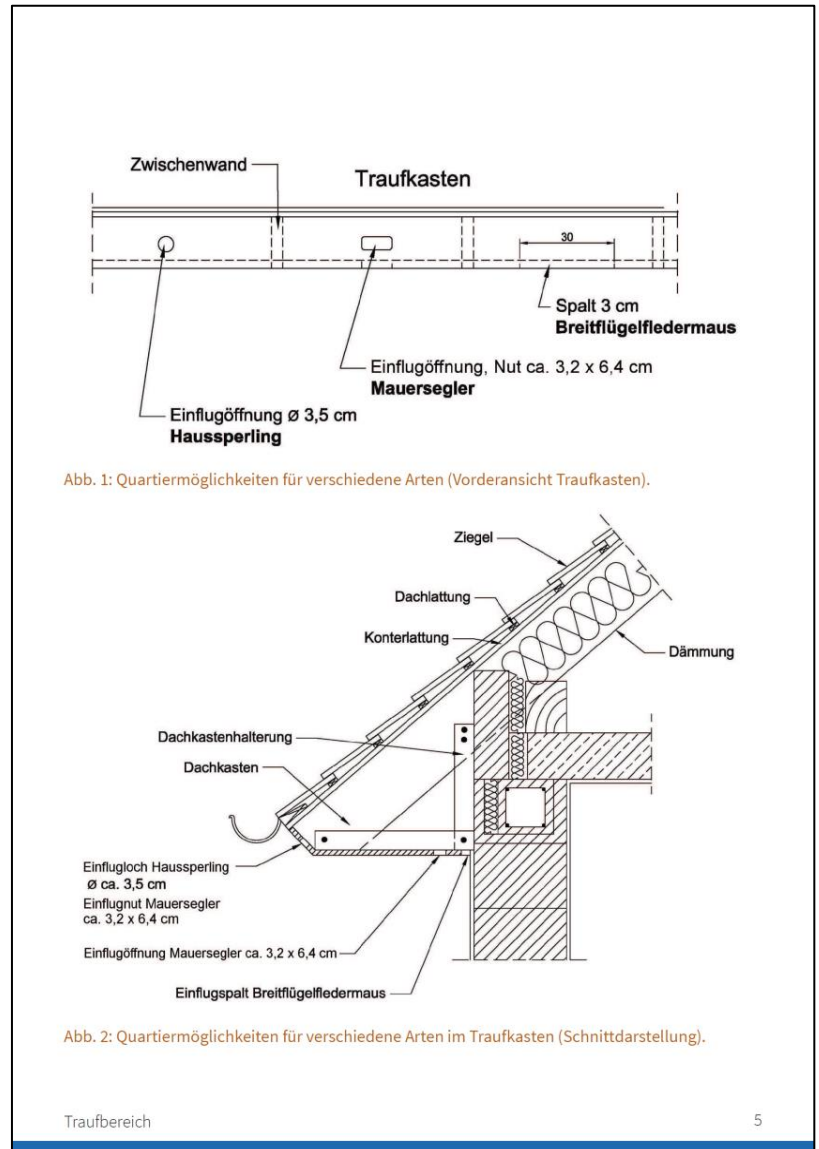 Zwischenwand
Traufkasten
30
Spalt 3 cm
Breitflügelfledermaus
Einflugöffnung, Nut ca. 3,2 x 6,4 cm
Mauersegler
Einflugöffnung Ø 3,5 cm
Haussperling
Abb. 1: Quartiermöglichkeiten für verschiedene Arten (Vorderansicht Traufkasten).
Ziegel
Dachlattung
Konterlattung
Dämmung
Dachkastenhalterung
Dachkasten
Einflugloch Haussperling
Ø ca. 3,5 cm
Einflugnut Mauersegler
ca. 3,2 x 6,4 cm
Einflugöffnung Mauersegler ca. 3,2 x 6,4 cm
Einflugspalt Breitflügelfledermaus
Abb. 2: Quartiermöglichkeiten für verschiedene Arten im Traufkasten (Schnittdarstellung).
Traufbereich
5